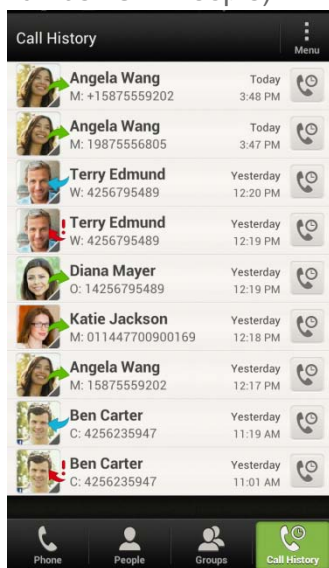 Call History
Menu
Angela Wang Today
M: +15875559202 3:48 PM
Angela Wang Today
M: 19875556805 3:47 PM
Terry Edmund Yesterday
W: 4256795489 12:20 PM
Terry Edmund Yesterday
W: 4256795489 12:19 PM
Diana Mayer Yesterday
O: 14256795489 12:19 PM
Katie Jackson Yesterday
M: 011447700900169 12:18 PM
Angela Wang Yesterday
M: 15875559202 12:17 PM
Ben Carter Yesterday
C: 4256235947 11:19 AM
Ben Carter Yesterday
C: 4256235947 11:01 AM
Phone People Groups Call History